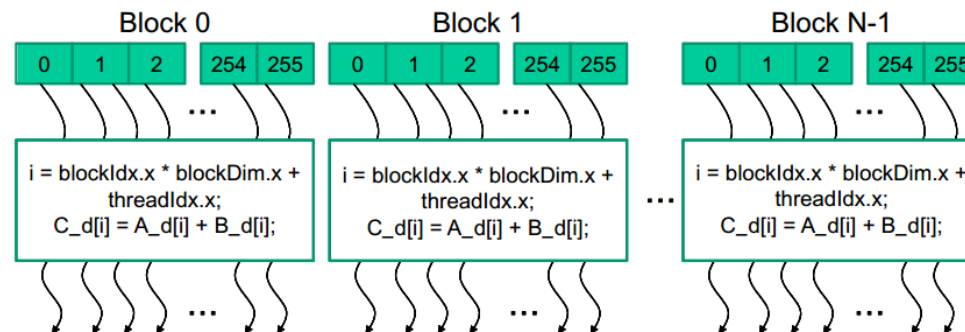 Block 0
0 1 2 254 255
...
i = blockIdx.x * blockDim.x +
threadIdx.x;
C_d[i] = A_d[i] + B_d[i];
...
Block 1
0 1 2 254 255
...
i = blockIdx.x * blockDim.x +
threadIdx.x;
C_d[i] = A_d[i] + B_d[i];
...
...
Block N-1
0 1 2 254 255
...
i = blockIdx.x * blockDim.x +
threadIdx.x;
C_d[i] = A_d[i] + B_d[i];
...